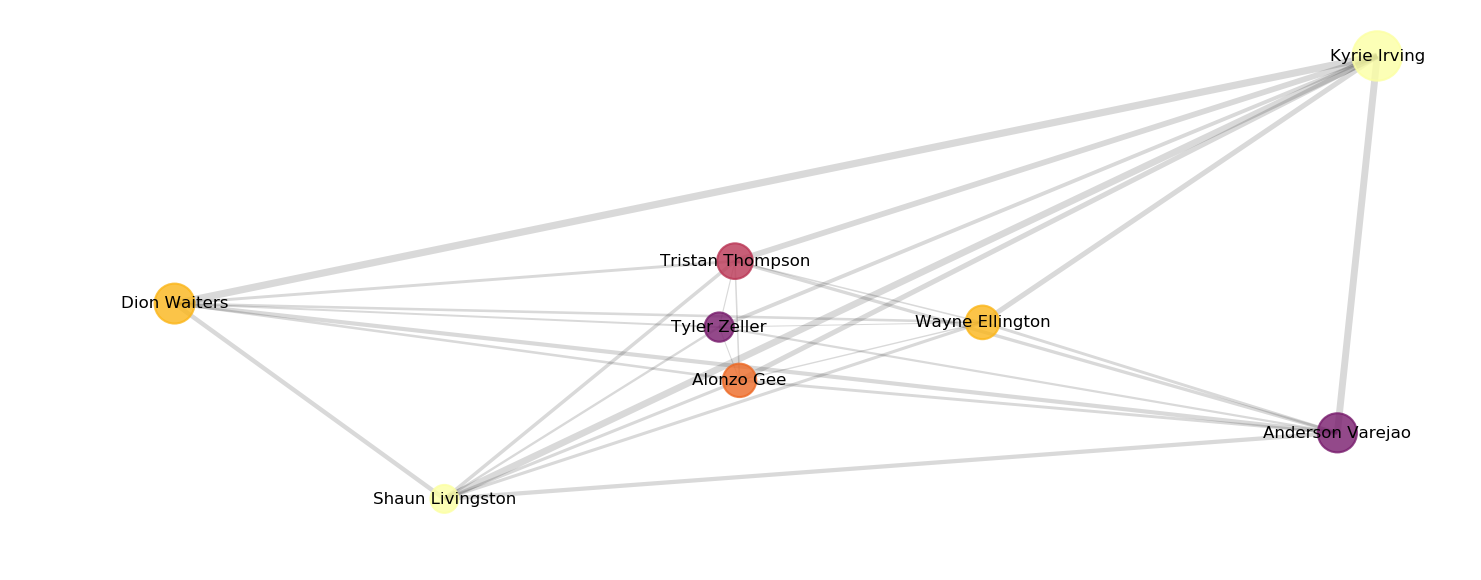 Kyrie Irving
Tristan Thompson
Dion Waiters
Tyler Zeller
Wayne Ellington
Alonzo Gee
Anderson Varejao
Shaun Livingston